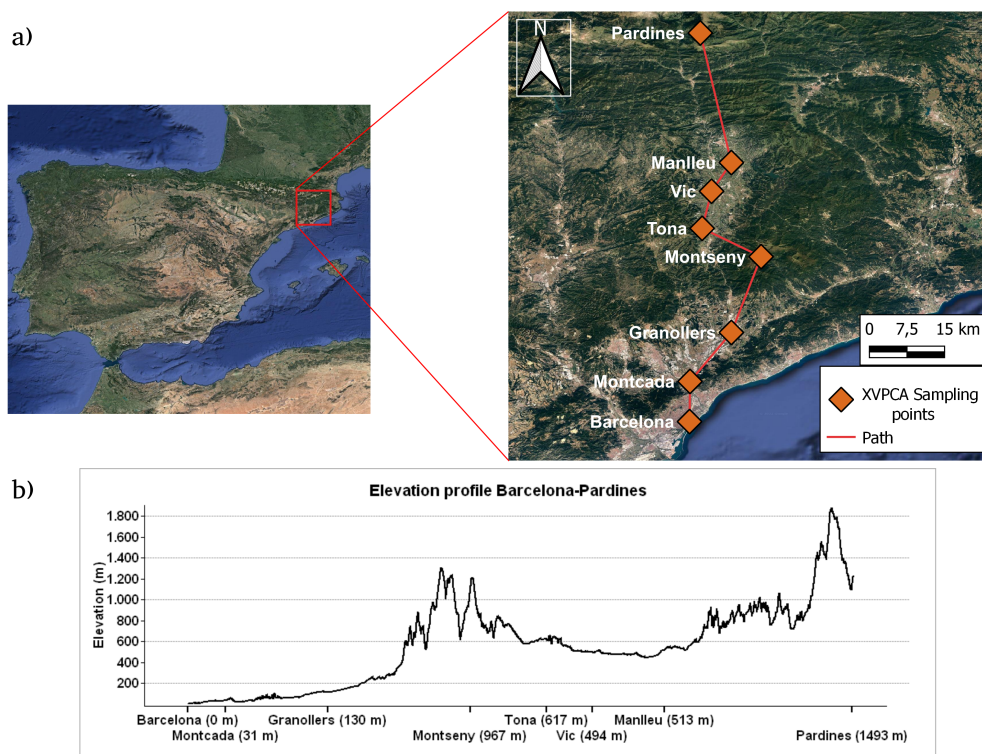 a)
N
Pardines
Manlleu
Vic
Tona
Montseny
Granollers
Montcada
Barcelona
0 7,5 15 km
XVPCA Sampling
points
Path
b)
Elevation profile Barcelona-Pardines
Elevation (m)
1.800
1.600
1.400
1.200
1.000
800
600
400
200
Barcelona (0 m) Granollers (130 m) Tona (617 m) Manlleu (513 m)
Montcada (31 m) Montseny (967 m) Vic (494 m) Pardines (1493 m)